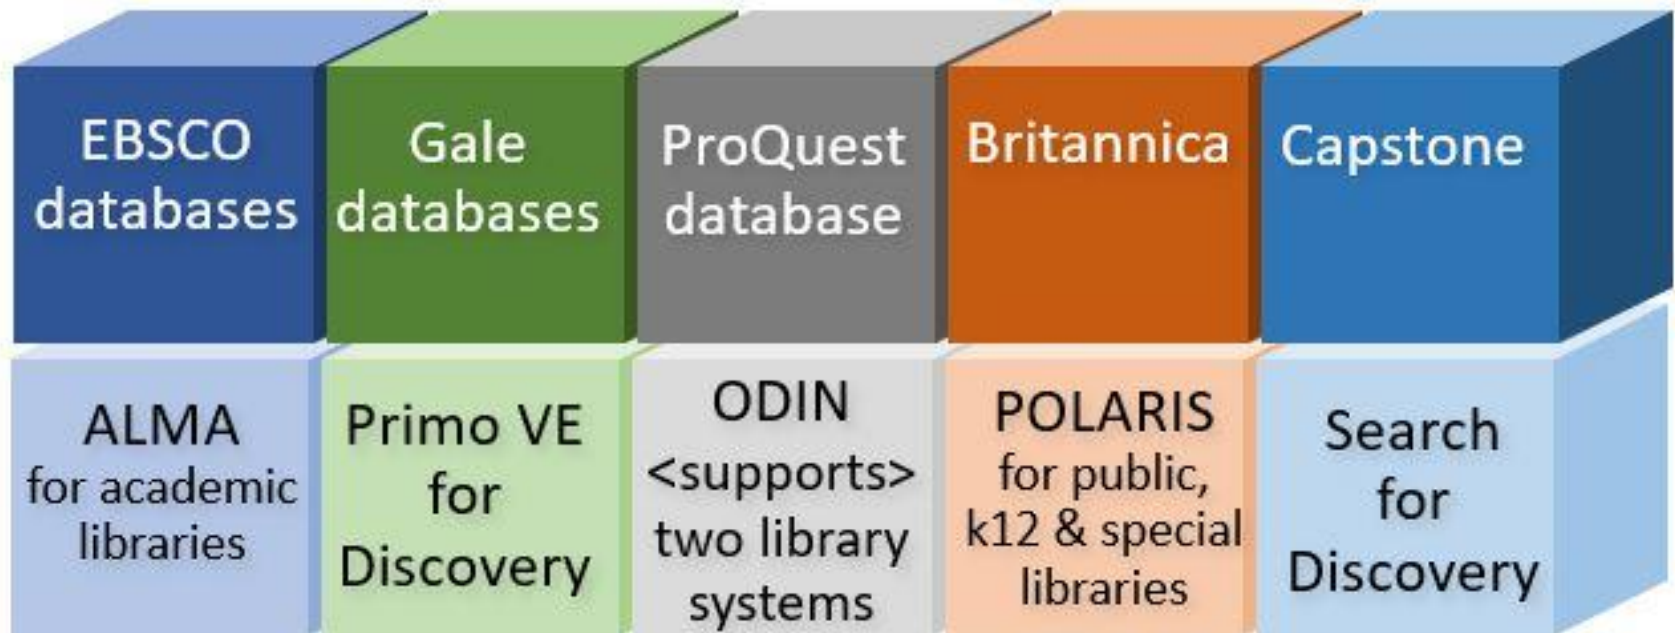 EBSCO
databases
Gale
databases
ProQuest
database
Britannica
Capstone
ALMA
for academic
libraries
Primo VE
for
Discovery
ODIN
<supports>
two library
systems
POLARIS
for public,
k12 & special
libraries
Search
for
Discovery